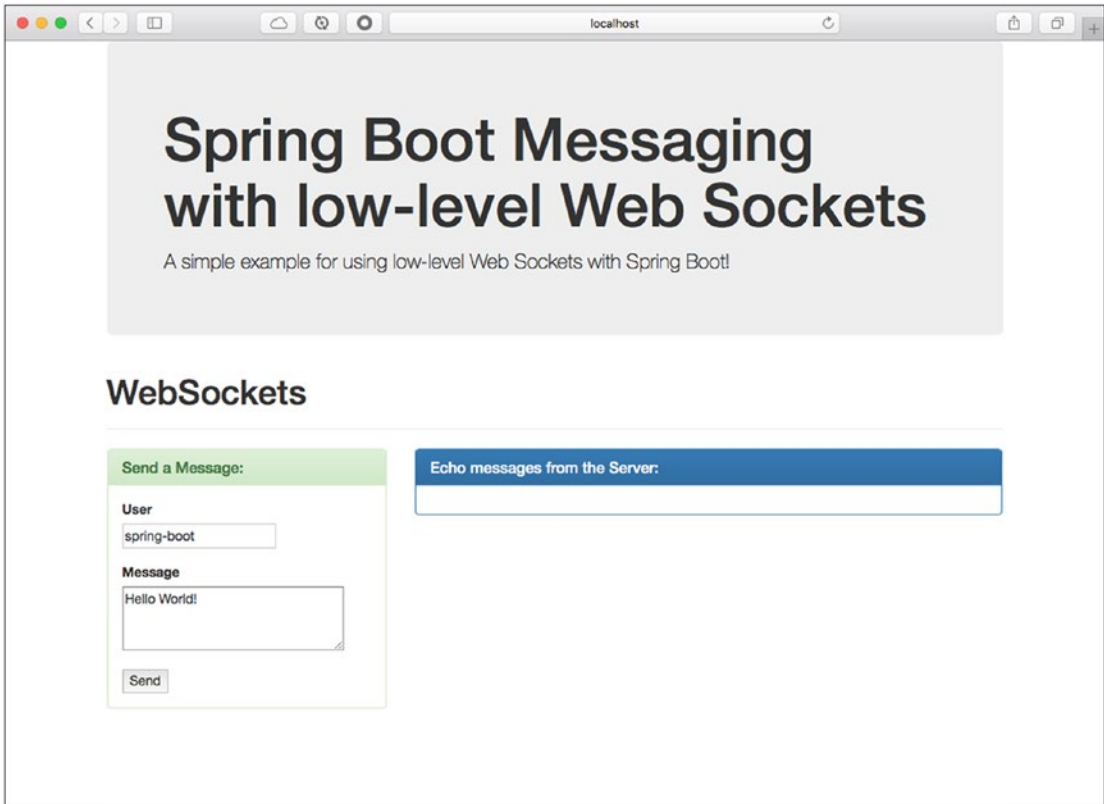 localhost
Spring Boot Messaging
with low-level Web Sockets
A simple example for using low-level Web Sockets with Spring Boot!
WebSockets
Send a Message:
Echo messages from the Server:
User
spring-boot
Message
Hello World!
Send